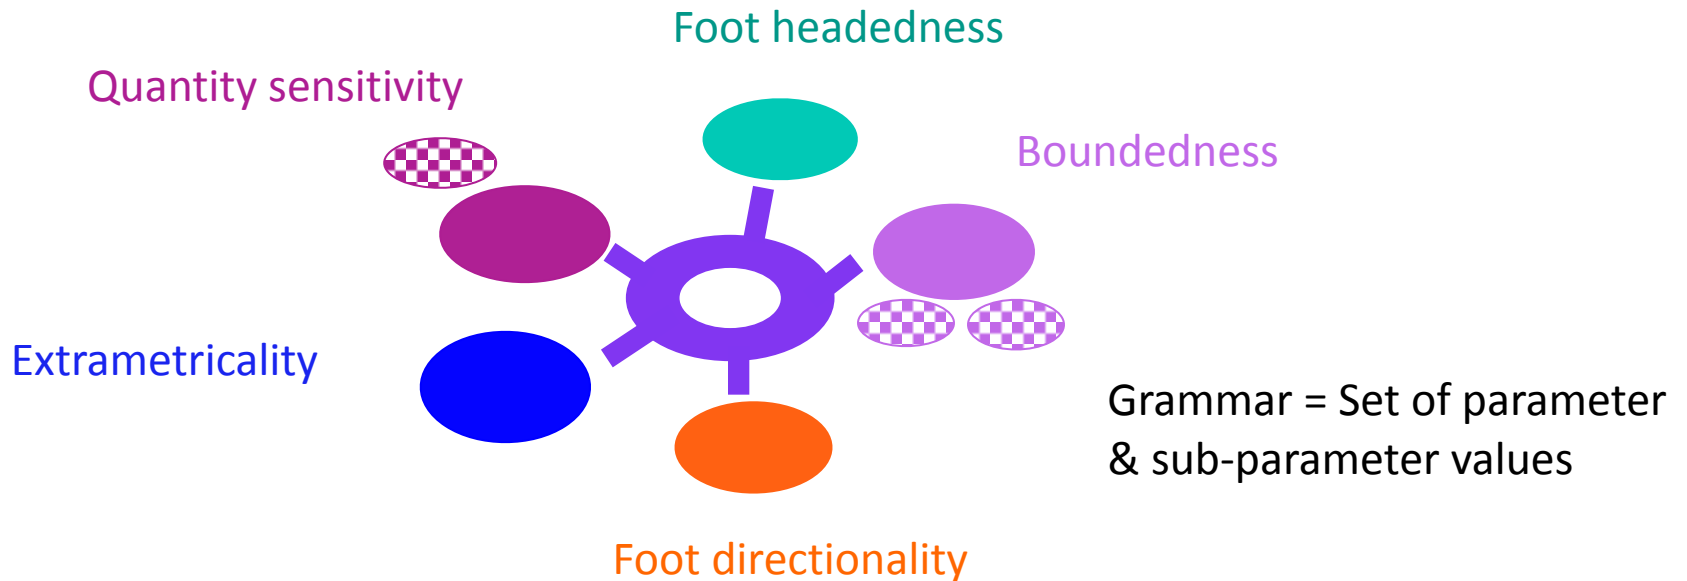 Foot headedness
Quantity sensitivity
Boundedness
Extrametricality
Grammar = Set of parameter
& sub-parameter values
Foot directionality